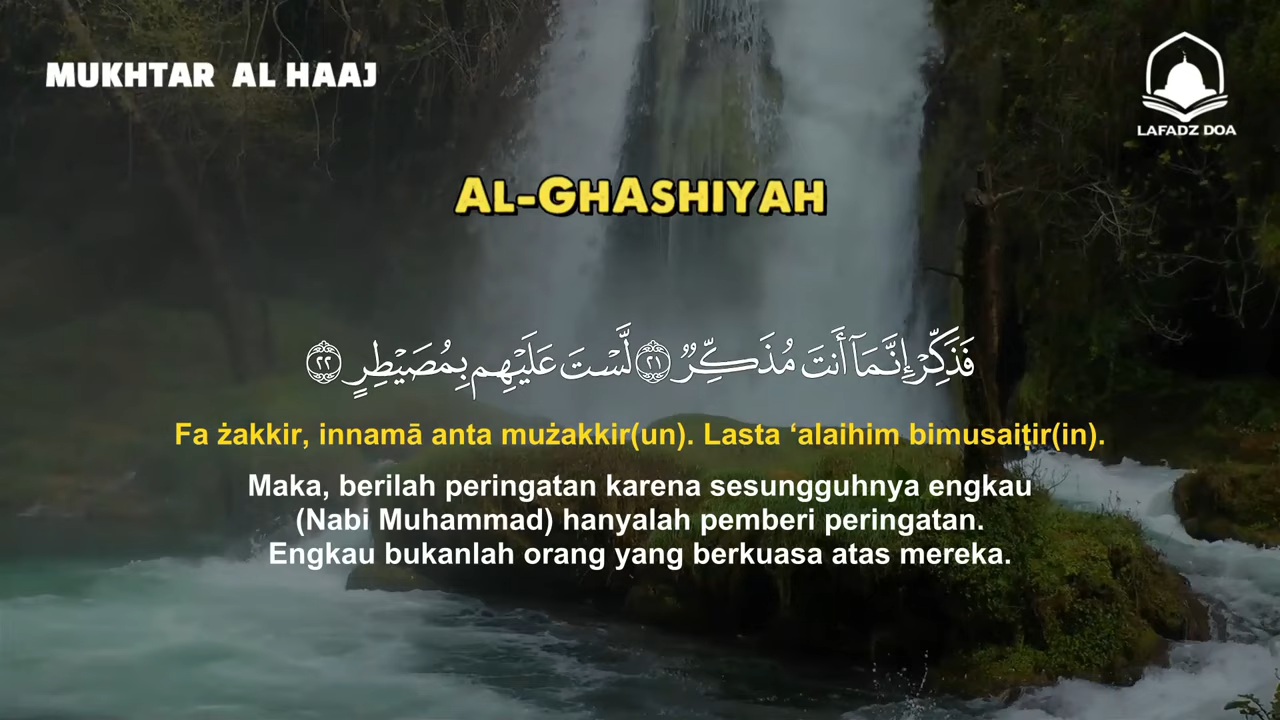 MUKHTAR AL HAAJ
LAFADZ DOA
AL-GHASHIYAH
فَذَكِّرْ إِنَّمَآ أَنتَ مُذَكِّرٌ ٢١ لَّسْتَ عَلَيْهِم بِمُصَيْطِرٍ ٢٢
Fa żakkir, innamā anta mużakkir(un). Lasta ‘alaihim bimusaiṭir(in).
Maka, berilah peringatan karena sesungguhnya engkau
(Nabi Muhammad) hanyalah pemberi peringatan.
Engkau bukanlah orang yang berkuasa atas mereka.